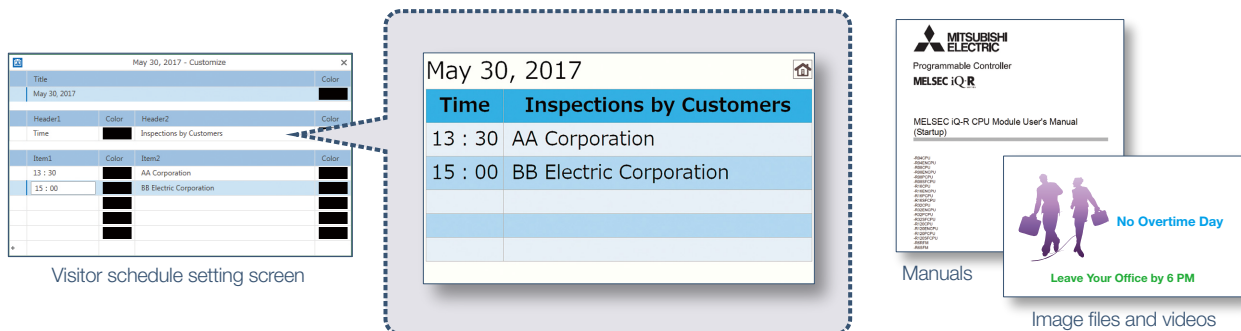 May 30, 2017 - Customize ×
Title Color
May 30, 2017
Header1 Color Header2 Color
Time Inspections by Customers
Item1 Color Item2 Color
13 : 30 AA Corporation
15 : 00 BB Electric Corporation
*
Visitor schedule setting screen
May 30, 2017
Time Inspections by Customers
13 : 30 AA Corporation
15 : 00 BB Electric Corporation
MITSUBISHI
ELECTRIC
Programmable Controller
MELSEC iQ-R
MELSEC iQ-R CPU Module User's Manual
(Startup)
Manuals
No Overtime Day
Leave Your Office by 6 PM
Image files and videos